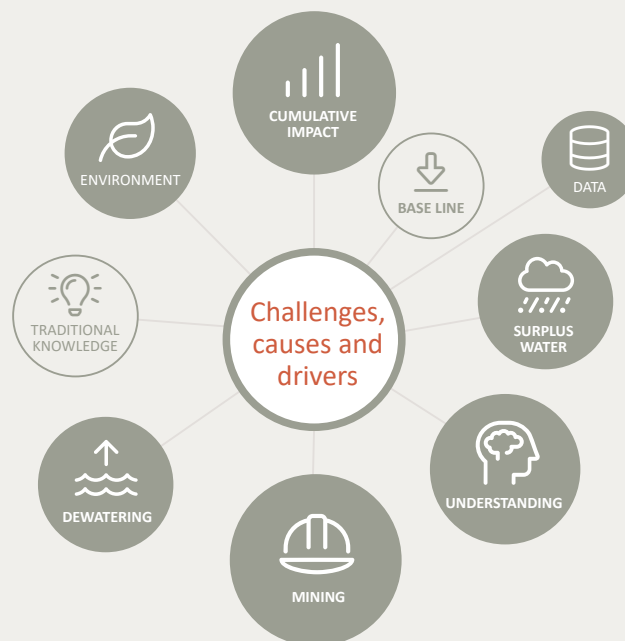 CUMULATIVE
IMPACT
ENVIRONMENT
BASE LINE
DATA
TRADITIONAL
KNOWLEDGE
Challenges,
causes and
drivers
SURPLUS
WATER
DEWATERING
UNDERSTANDING
MINING